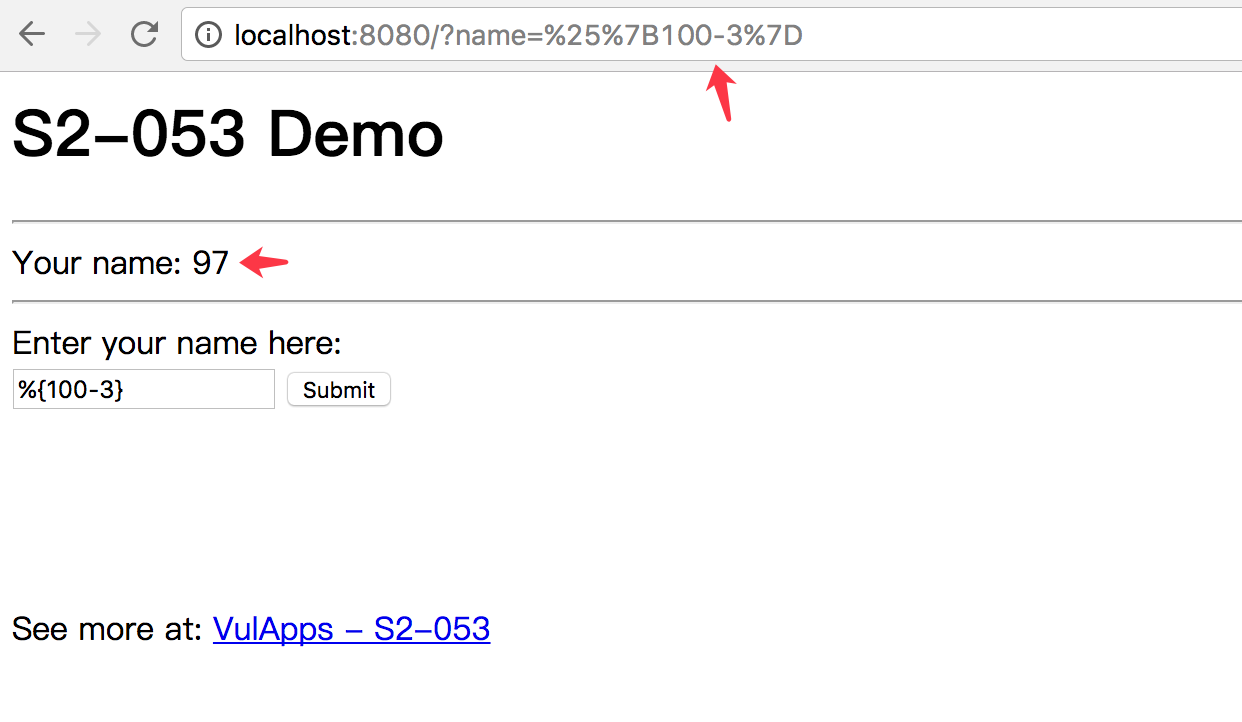 localhost:8080/?name=%25%7B100-3%7D
S2-053 Demo
Your name: 97
Enter your name here:
%{100-3} Submit
See more at: VulApps - S2-053